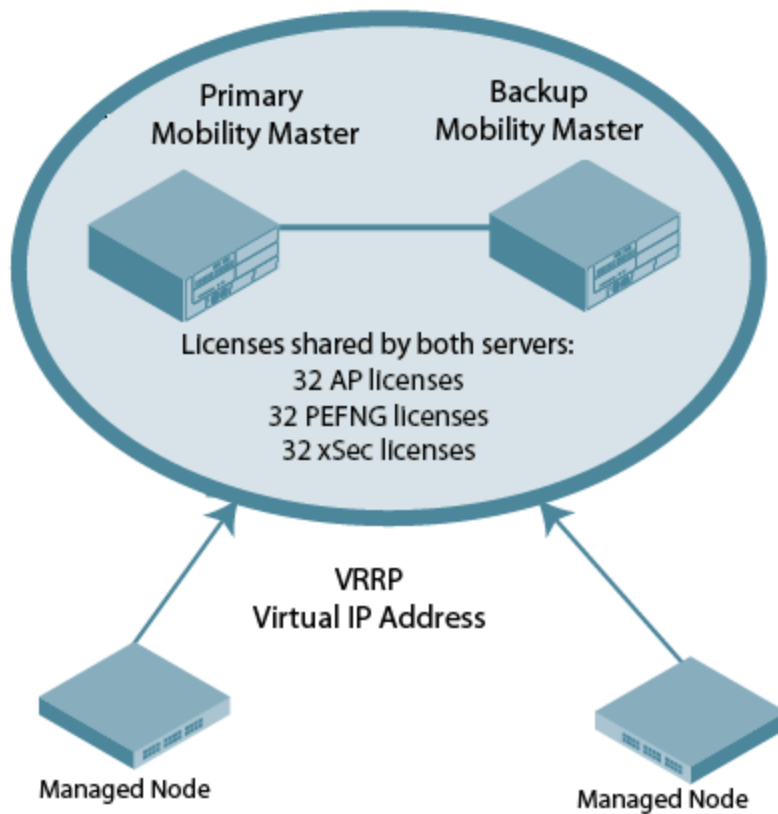 Primary
Mobility Master
Backup
Mobility Master
Licenses shared by both servers:
32 AP licenses
32 PEFNG licenses
32 xSec licenses
VRRP
Virtual IP Address
Managed Node
Managed Node